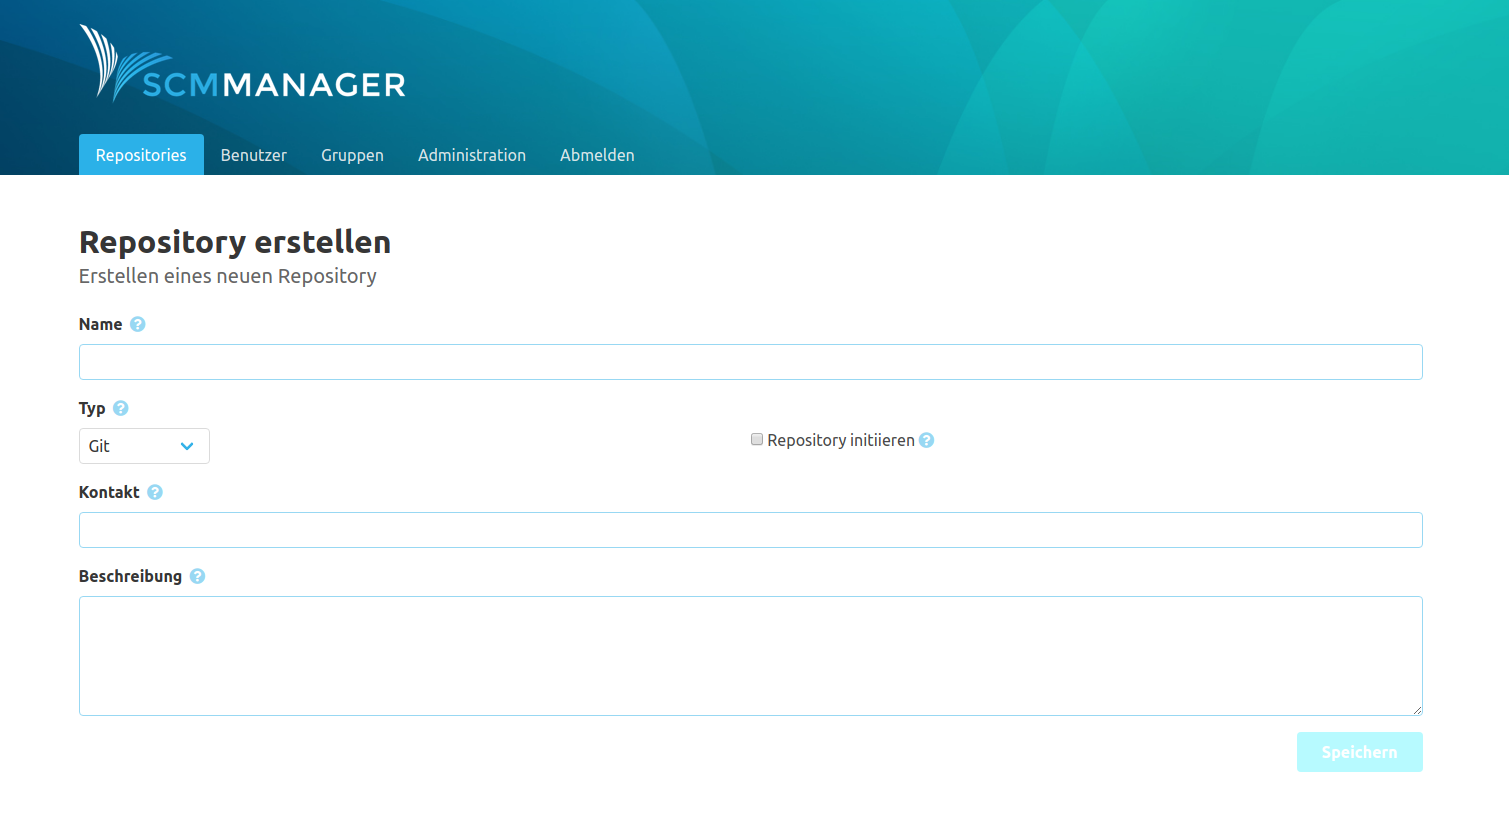 SCMMANAGER
Repositories Benutzer Gruppen Administration Abmelden
Repository erstellen
Erstellen eines neuen Repository
Name ?
Typ ?
Git
Repository initiieren ?
Kontakt ?
Beschreibung ?
Speichern